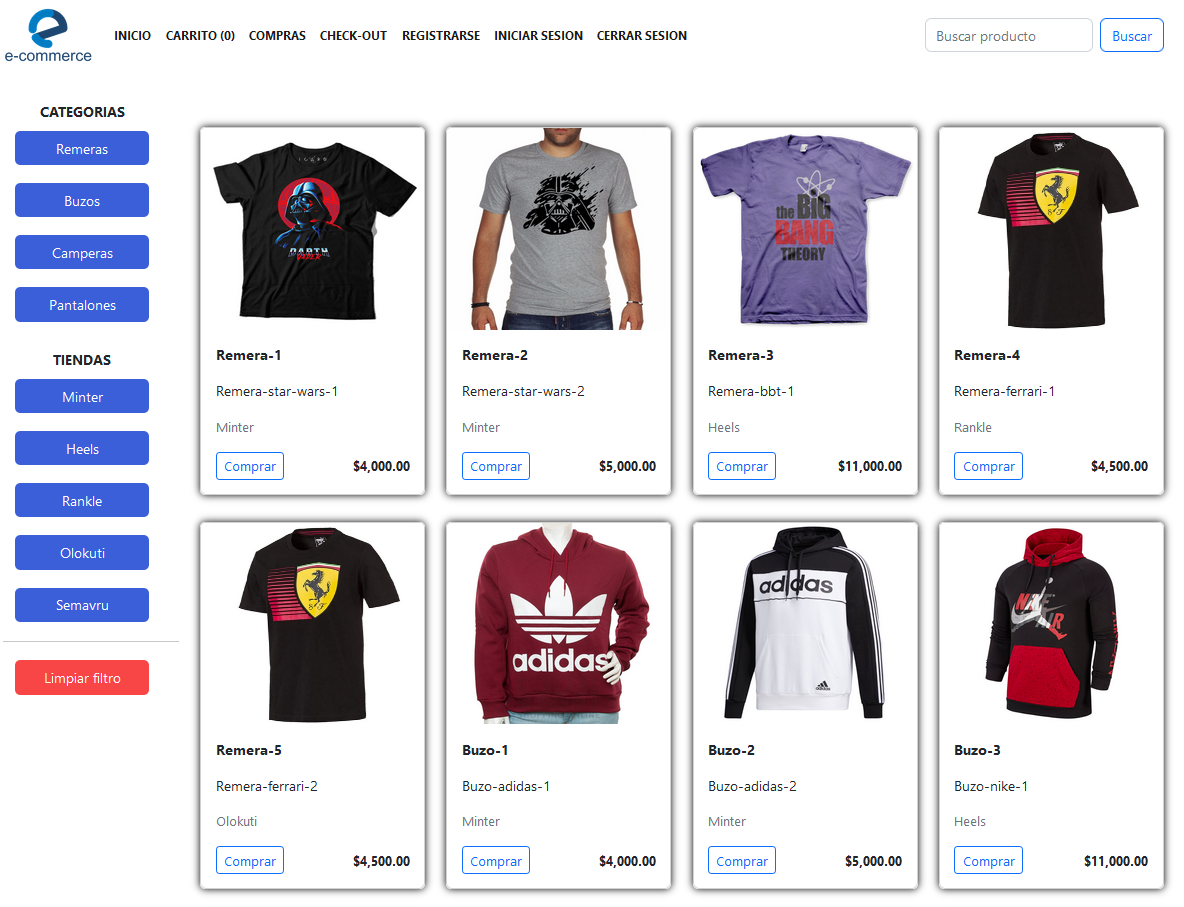 e-commerce
INICIO CARRITO (0) COMPRAS CHECK-OUT REGISTRARSE INICIAR SESION CERRAR SESION
Buscar producto Buscar
CATEGORIAS
Remeras
Buzos
Camperas
Pantalones
TIENDAS
Minter
Heels
Rankle
Olokuti
Semavru
Limpiar filtro
DARTH
VADER
Remera-1
Remera-star-wars-1
Minter
Comprar $4,000.00
Remera-2
Remera-star-wars-2
Minter
Comprar $5,000.00
the BIG
BANG
THEORY
Remera-3
Remera-bbt-1
Heels
Comprar $11,000.00
S F
Remera-4
Remera-ferrari-1
Rankle
Comprar $4,500.00
S F
Remera-5
Remera-ferrari-2
Olokuti
Comprar $4,500.00
adidas
Buzo-1
Buzo-adidas-1
Minter
Comprar $4,000.00
adidas
adidas
Buzo-2
Buzo-adidas-2
Minter
Comprar $5,000.00
NIKE
AIR
Buzo-3
Buzo-nike-1
Heels
Comprar $11,000.00